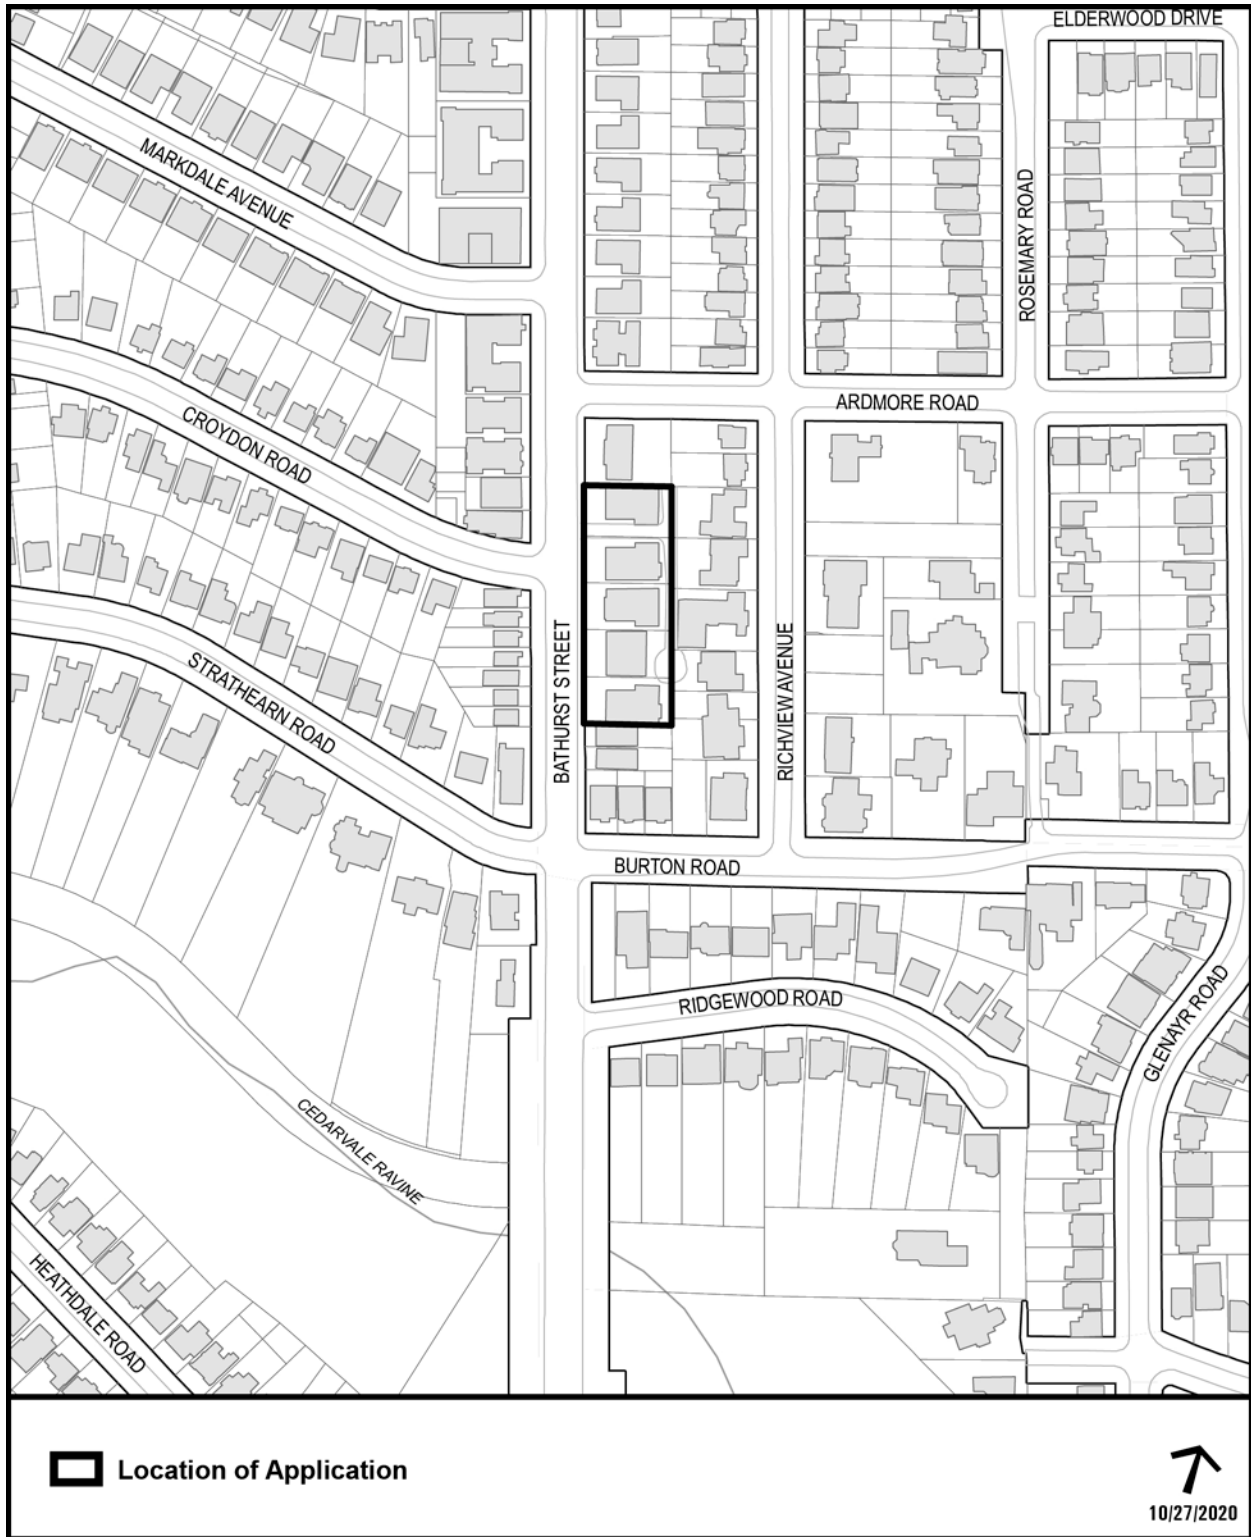 ELDERWOOD DRIVE
MARKDALE AVENUE
ROSEMARY ROAD
ARDMORE ROAD
CROYDON ROAD
BATHURST STREET
RICHVIEW AVENUE
STRATHEARN ROAD
BURTON ROAD
RIDGEWOOD ROAD
GLENAYR ROAD
CEDARVALE RAVINE
HEATHDALE ROAD
Location of Application
10/27/2020